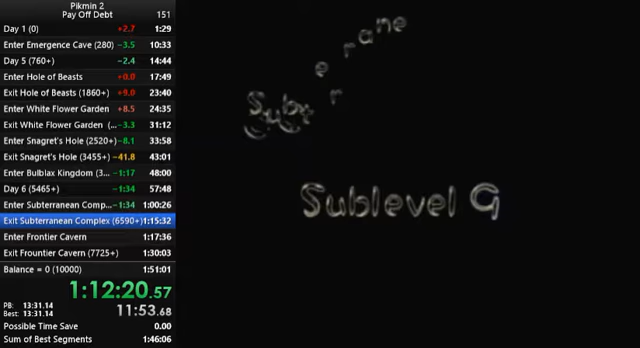 Pikmin 2
Pay Off Debt 151
Day 1 (0) +2.7 1:29
Enter Emergence Cave (280) −3.5 10:33
Day 5 (760+) −2.4 14:44
Enter Hole of Beasts +0.0 17:49
Exit Hole of Beasts (1860+) +9.0 23:40
Enter White Flower Garden +8.5 24:35
Exit White Flower Garden (... −3.3 31:12
Enter Snagret's Hole (2520+) −8.1 33:58
Exit Snagret's Hole (3455+) −41.8 43:01
Enter Bulblax Kingdom (3... −1:17 48:00
Day 6 (5465+) −1:34 57:48
Enter Subterranean Comp... −1:34 1:00:26
Exit Subterranean Complex (6590+) 1:15:32
Enter Frontier Cavern 1:17:36
Exit Frountier Cavern (7725+) 1:30:03
Balance = 0 (10000) 1:51:01
1:12:20.57
PB: 13:31.14
Best: 13:31.14
11:53.68
Possible Time Save 0.00
Sum of Best Segments 1:46:06
Subterrane
Sublevel 9